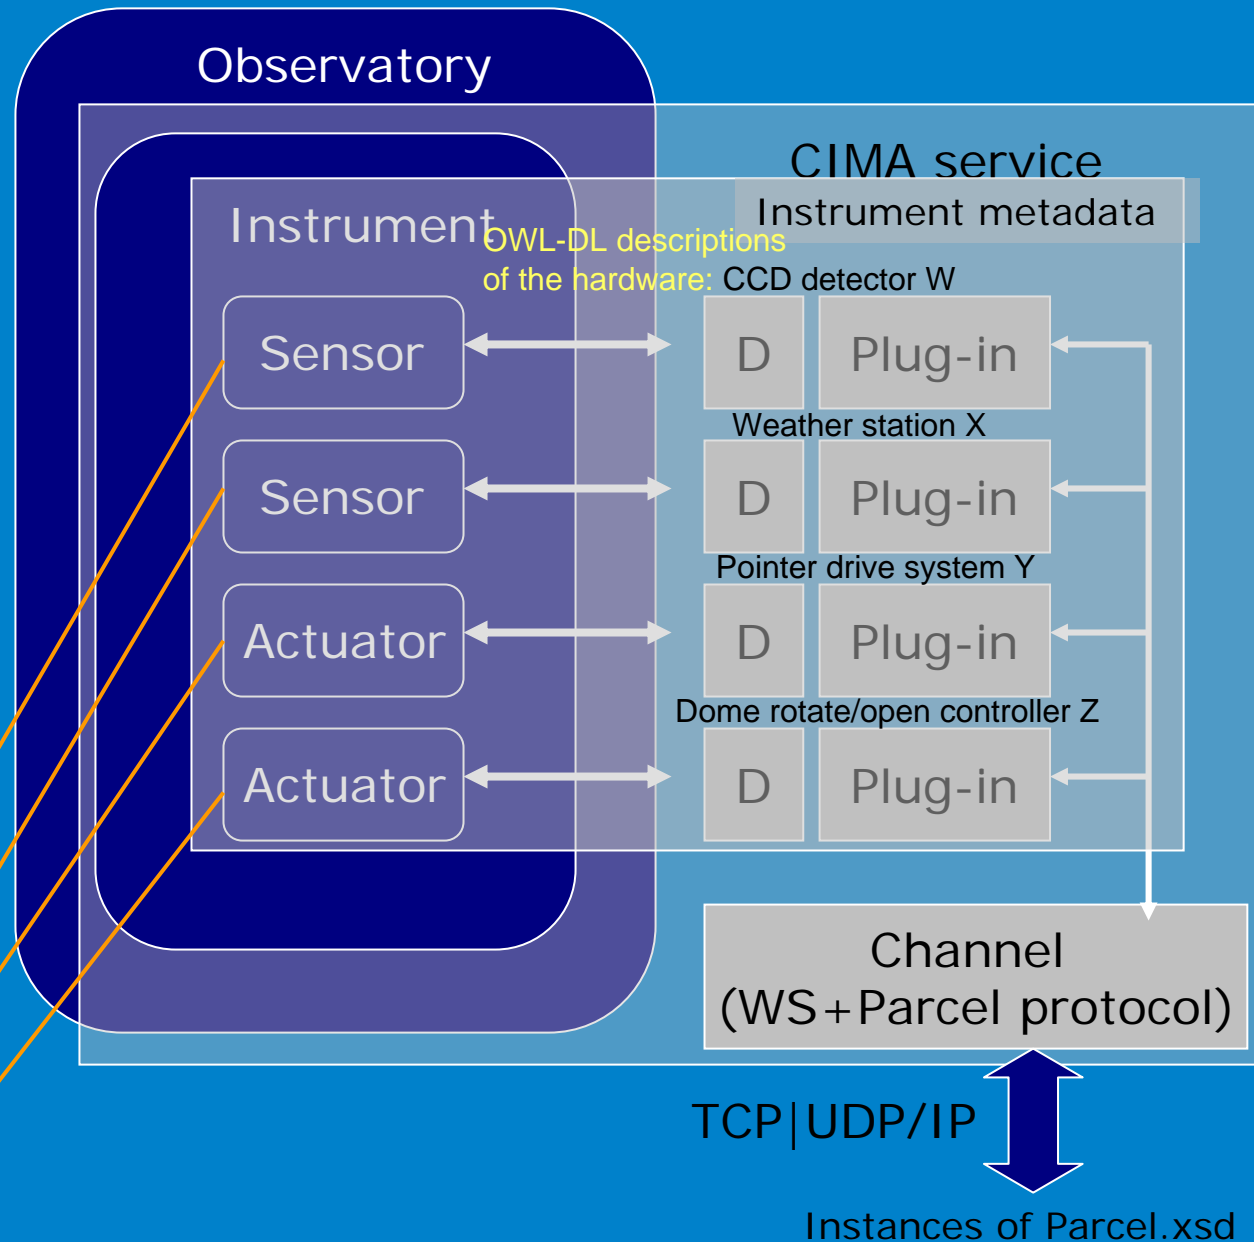 Observatory
CIMA service
Instrument metadata
Instrument
OWL-DL descriptions
of the hardware: CCD detector W
Sensor
D
Plug-in
Weather station X
Sensor
D
Plug-in
Pointer drive system Y
Actuator
D
Plug-in
Dome rotate/open controller Z
Actuator
D
Plug-in
Channel
(WS+Parcel protocol)
TCP|UDP/IP
Instances of Parcel.xsd